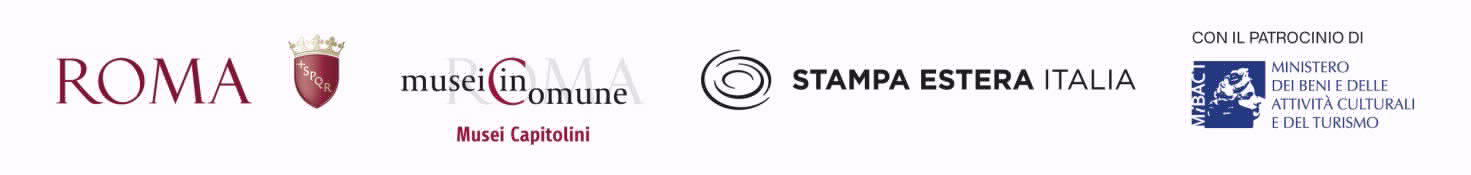 ROMA
SPQR
ROMA
musei in Comune
Musei Capitolini
STAMPA ESTERA ITALIA
CON IL PATROCINIO DI
MiBACT
MINISTERO
DEI BENI E DELLE
ATTIVITÀ CULTURALI
E DEL TURISMO